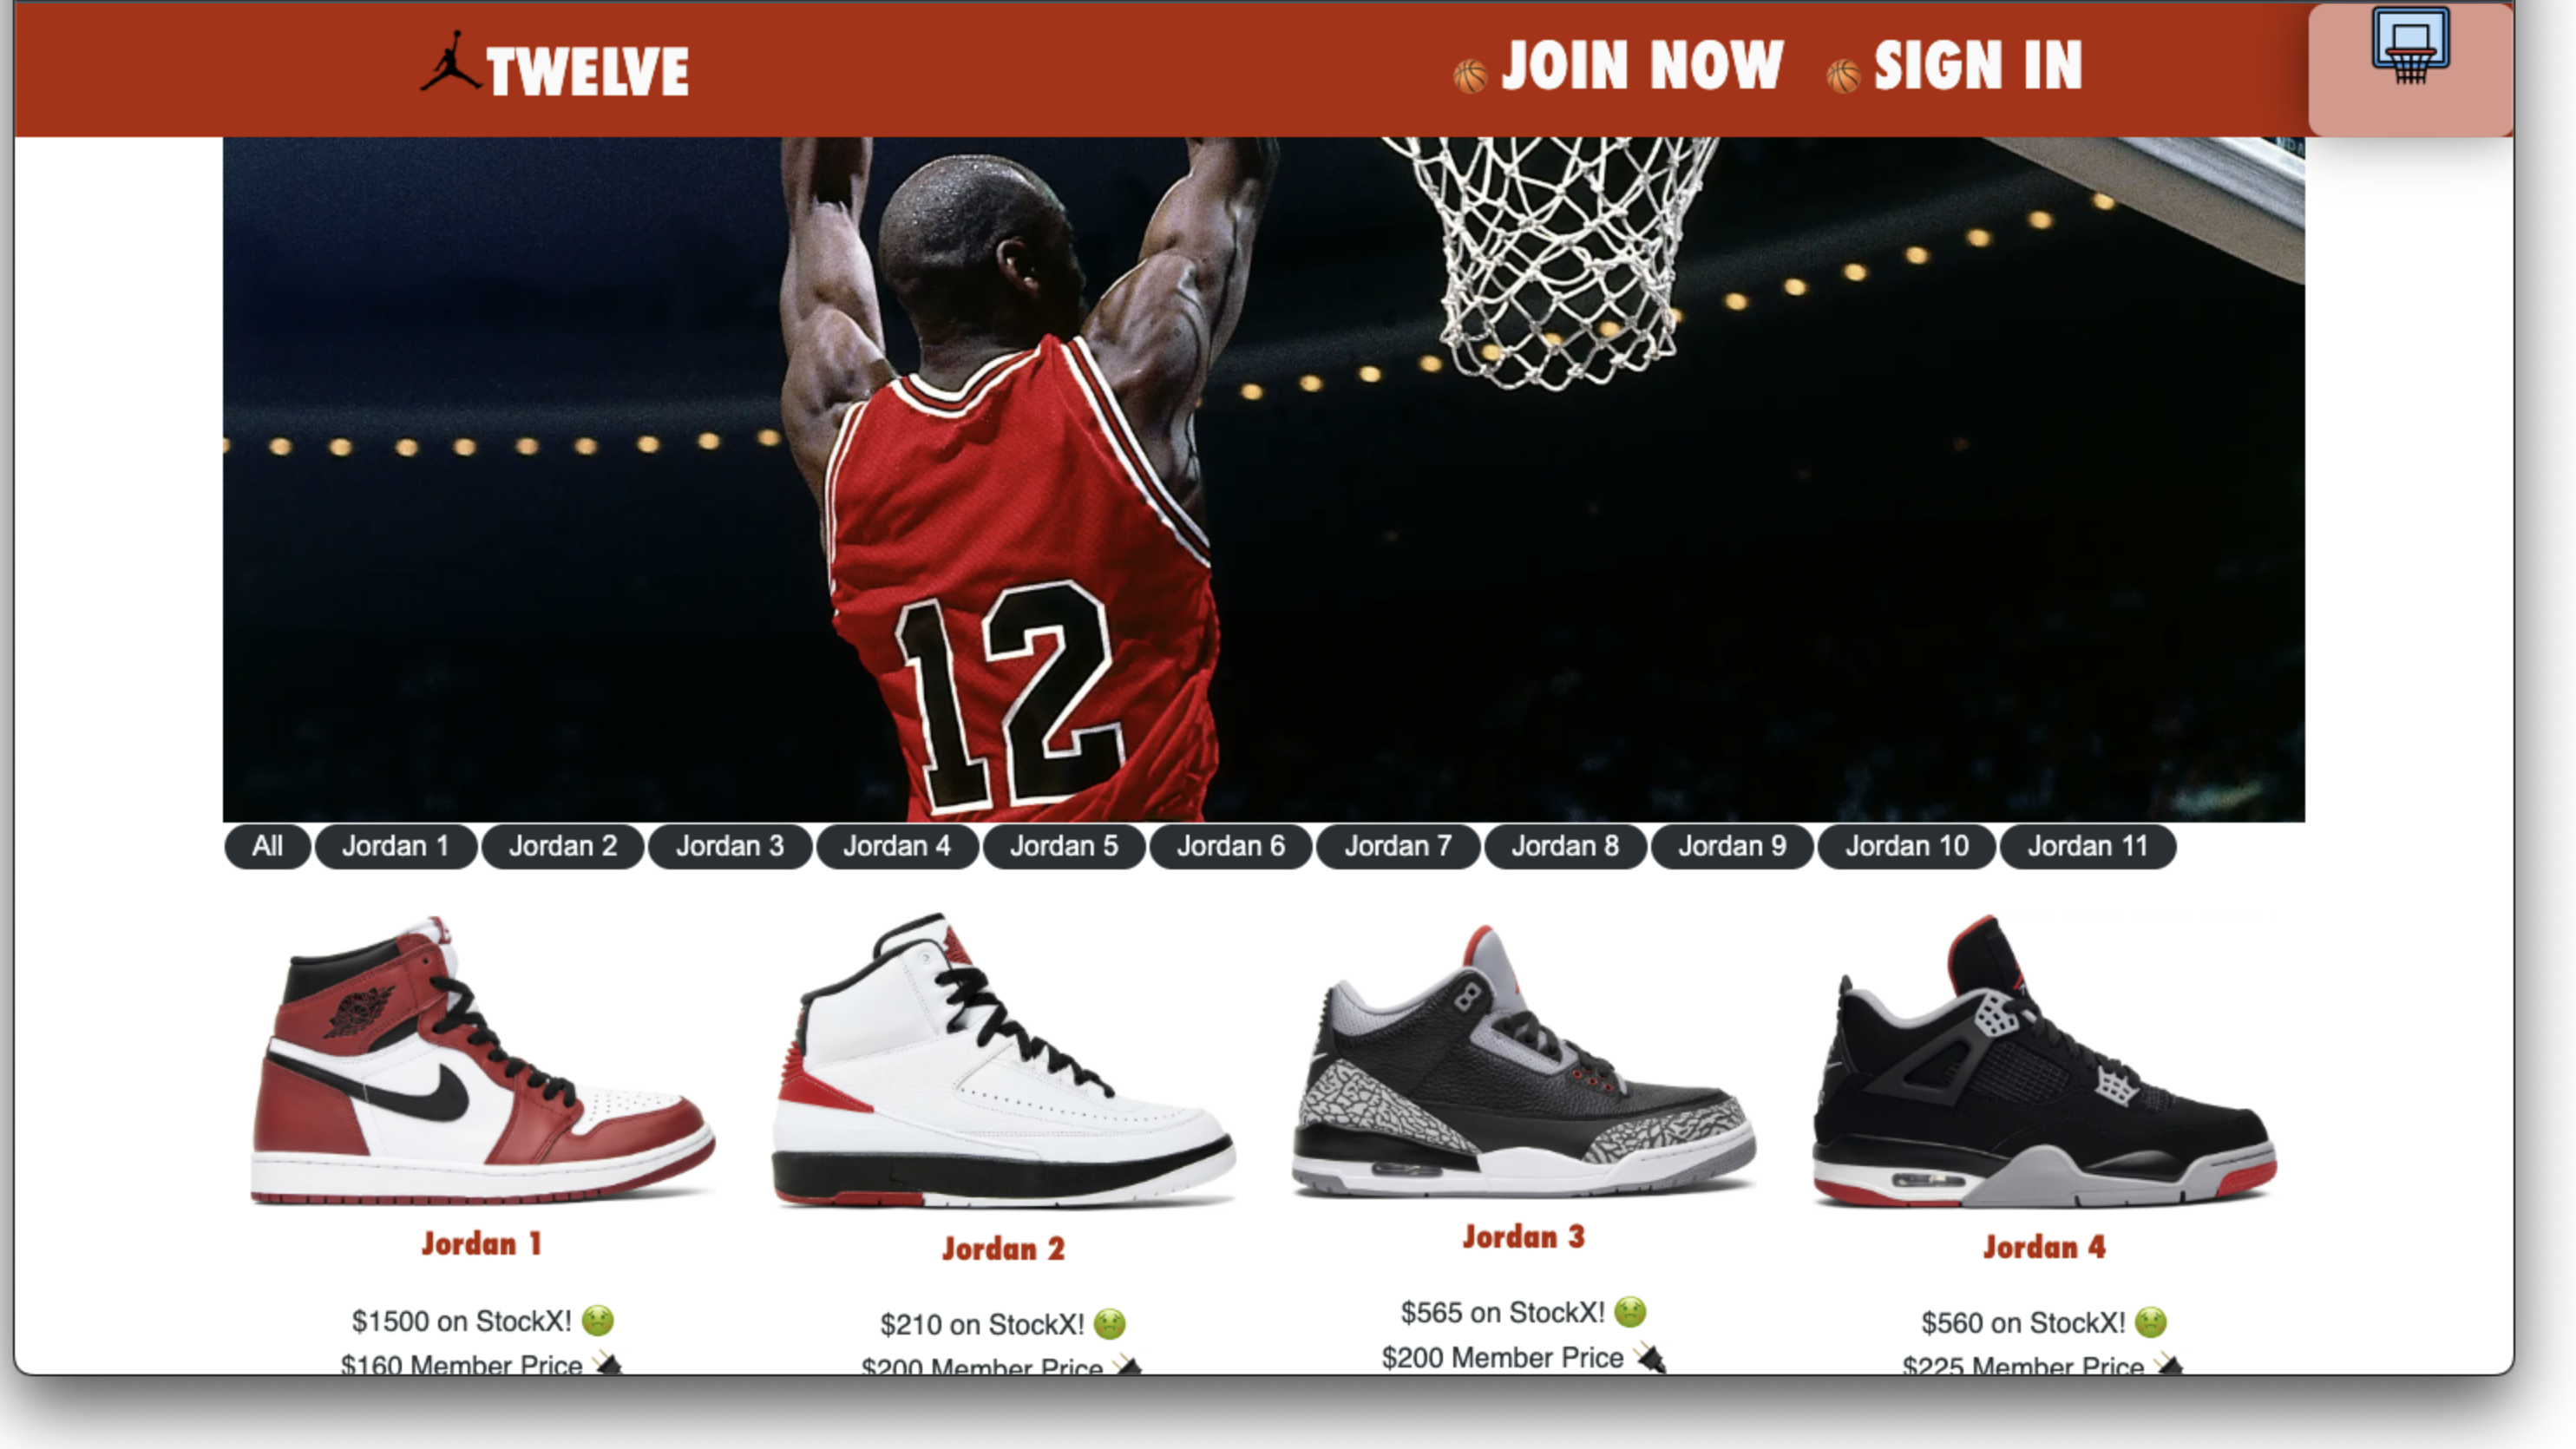 TWELVE
JOIN NOW SIGN IN
12
All Jordan 1 Jordan 2 Jordan 3 Jordan 4 Jordan 5 Jordan 6 Jordan 7 Jordan 8 Jordan 9 Jordan 10 Jordan 11
Jordan 1
$1500 on StockX! 🤢
$160 Member Price 🔌
Jordan 2
$210 on StockX! 🤢
$200 Member Price 🔌
Jordan 3
$565 on StockX! 🤢
$200 Member Price 🔌
Jordan 4
$560 on StockX! 🤢
$225 Member Price 🔌